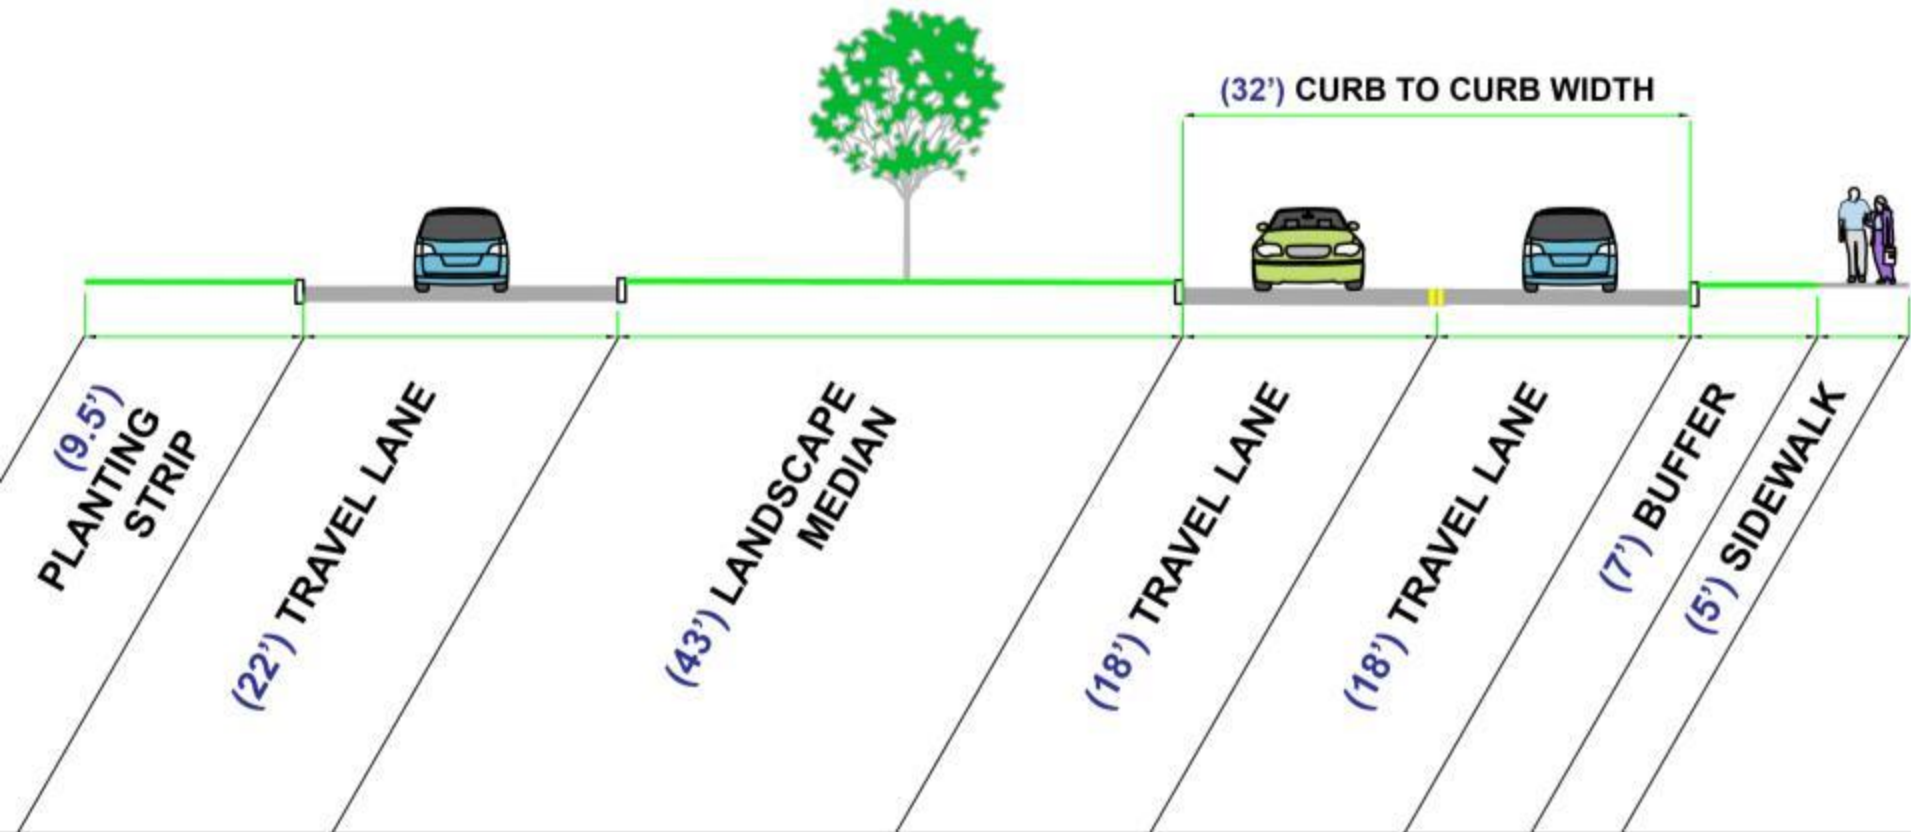 (32’) CURB TO CURB WIDTH
(9.5’)
PLANTING
STRIP
(22’) TRAVEL LANE
(43’) LANDSCAPE
MEDIAN
(18’) TRAVEL LANE
(18’) TRAVEL LANE
(7’) BUFFER
(5’) SIDEWALK